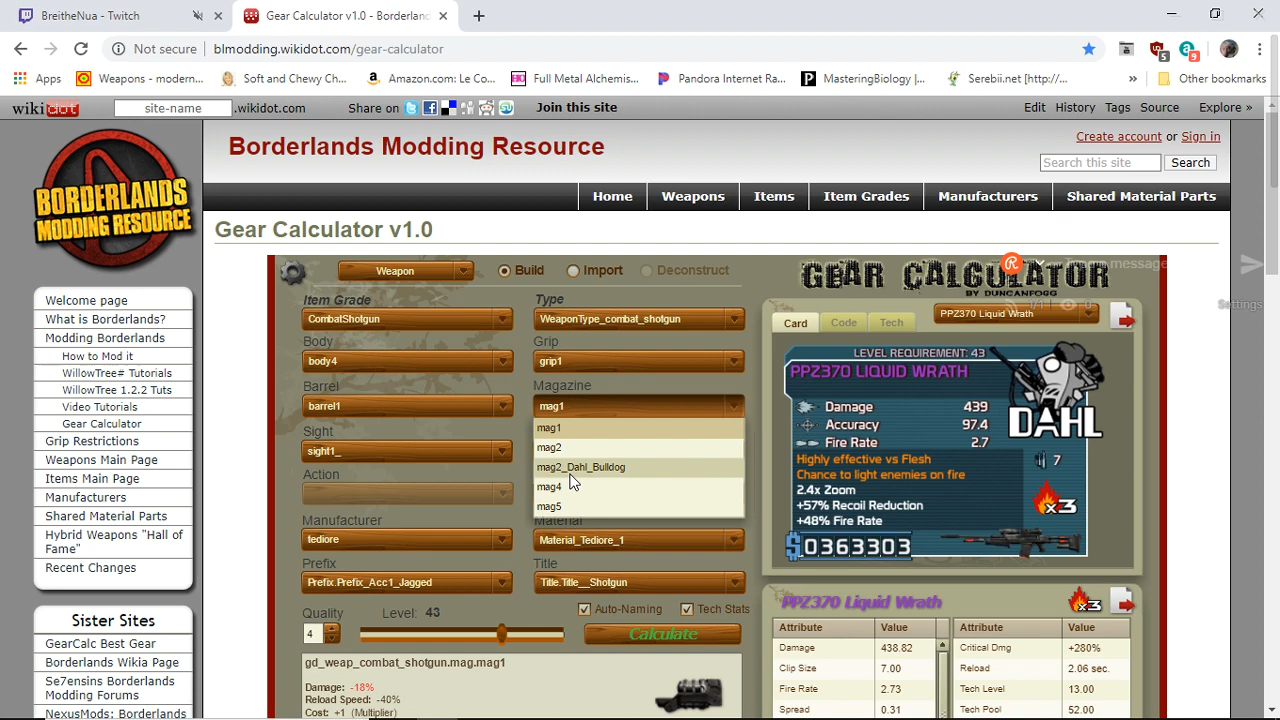 BreitheNua - Twitch
Gear Calculator v1.0 - Borderland
Not secure
blmodding.wikidot.com/gear-calculator
5
9
Apps
Weapons - modern...
Soft and Chewy Ch...
Amazon.com: Le Co...
Full Metal Alchemis...
Pandora Internet Ra...
MasteringBiology |...
Serebii.net [http:/...
»
Other bookmarks
wikidot
site-name
.wikidot.com
Share on
Join this site
Edit
History
Tags
Source
Explore »
Borderlands Modding Resource
Create account or Sign in
Search this site
Search
Home
Weapons
Items
Item Grades
Manufacturers
Shared Material Parts
BORDERLANDS
MODDING RESOURCE
Welcome page
What is Borderlands?
Modding Borderlands
How to Mod it
WillowTree# Tutorials
WillowTree 1.2.2 Tuts
Video Tutorials
Gear Calculator
Grip Restrictions
Weapons Main Page
Items Main Page
Manufacturers
Shared Material Parts
Hybrid Weapons "Hall of
Fame"
Recent Changes
Sister Sites
GearCalc Best Gear
Borderlands Wikia Page
Se7ensins Borderlands
Modding Forums
NexusMods: Borderlands
Gear Calculator v1.0
Weapon
Build
Import
Deconstruct
Item Grade
CombatShotgun
Type
WeaponType_combat_shotgun
Body
body4
Grip
grip1
Barrel
barrel1
Magazine
mag1
mag1
mag2
mag2_Dahl_Bulldog
mag4
mag5
Sight
sight1_
Action
Manufacturer
tediore
Material
Material_Tediore_1
Prefix
Prefix.Prefix_Acc1_Jagged
Title
Title.Title__Shotgun
Quality
4
Level: 43
Auto-Naming
Tech Stats
Calculate
gd_weap_combat_shotgun.mag.mag1
Damage: -18%
Reload Speed: -40%
Cost: +1 (Multiplier)
GEAR CALCULATOR
BY DUNCANFOGG
message
Settings
Card
Code
Tech
PPZ370 Liquid Wrath
LEVEL REQUIREMENT: 43
PPZ370 LIQUID WRATH
DAHL
Damage 439
Accuracy 97.4
Fire Rate 2.7
Highly effective vs Flesh
Chance to light enemies on fire
2.4x Zoom
+57% Recoil Reduction
+48% Fire Rate
7
x3
$0363303
PPZ370 Liquid Wrath
x3
Attribute Value Attribute Value
Damage 438.82 Critical Dmg +280%
Clip Size 7.00 Reload 2.06 sec.
Fire Rate 2.73 Tech Level 13.00
Spread 0.31 Tech Pool 52.00